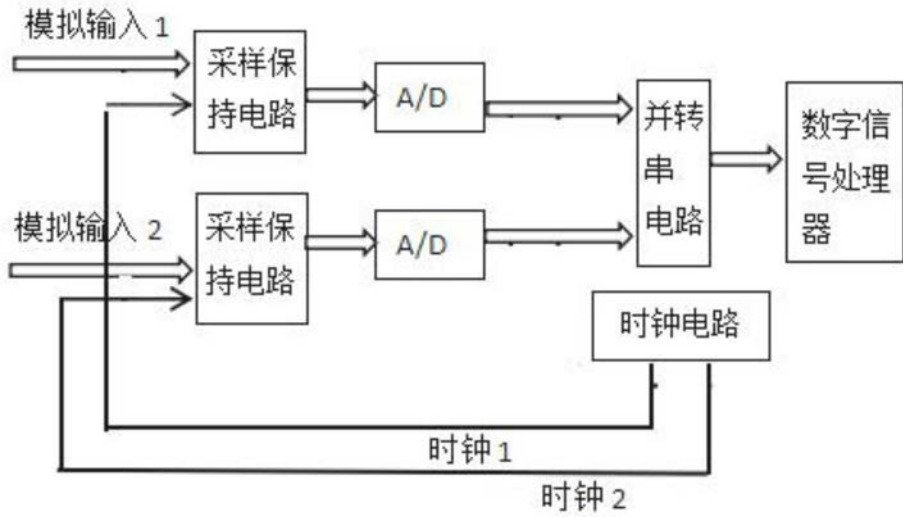 模拟输入 1
采样保
持电路
A/D
并转
串
电路
数字信
号处理
器
模拟输入 2
采样保
持电路
A/D
时钟电路
时钟 1
时钟 2